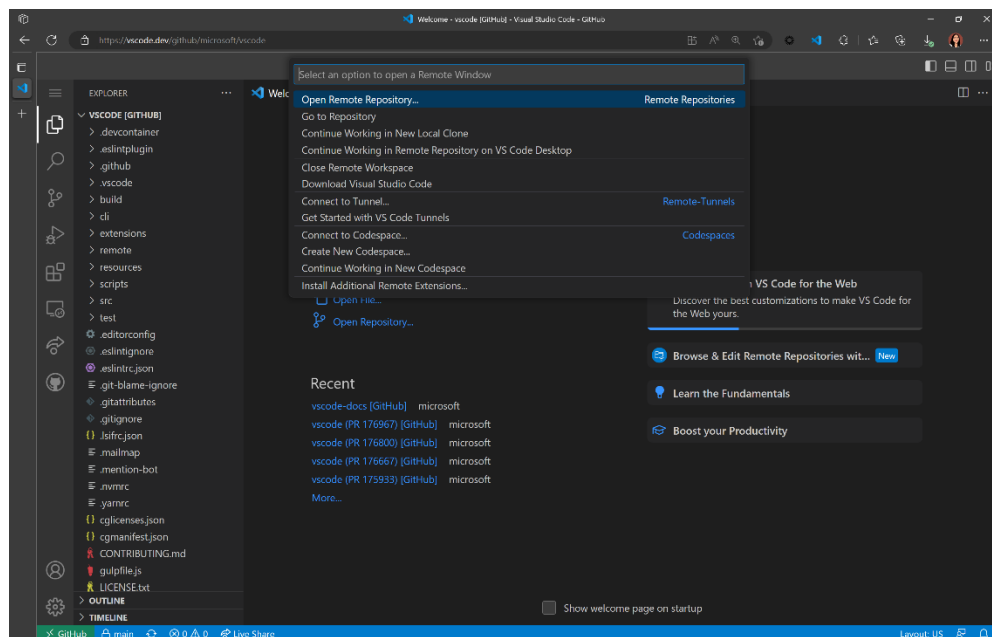 Welcome - vscode [GitHub] - Visual Studio Code - GitHub
https://vscode.dev/github/microsoft/vscode
Select an option to open a Remote Window
EXPLORER
Welc
Open Remote Repository... Remote Repositories
Go to Repository
Continue Working in New Local Clone
Continue Working in Remote Repository on VS Code Desktop
Close Remote Workspace
Download Visual Studio Code
Connect to Tunnel... Remote-Tunnels
Get Started with VS Code Tunnels
Connect to Codespace... Codespaces
Create New Codespace...
Continue Working in New Codespace
Install Additional Remote Extensions...
VSCODE [GITHUB]
.devcontainer
.eslintplugin
.github
.vscode
build
cli
extensions
remote
resources
scripts
src
test
.editorconfig
.eslintignore
.eslintrc.json
.git-blame-ignore
.gitattributes
.gitignore
.lsifrc.json
.mailmap
.mention-bot
.nvmrc
.yarnrc
cglicenses.json
cgmanifest.json
CONTRIBUTING.md
gulpfile.js
LICENSE.txt
OUTLINE
TIMELINE
Open File...
Open Repository...
Recent
vscode-docs [GitHub] microsoft
vscode (PR 176967) [GitHub] microsoft
vscode (PR 176800) [GitHub] microsoft
vscode (PR 176667) [GitHub] microsoft
vscode (PR 175933) [GitHub] microsoft
More...
VS Code for the Web
Discover the best customizations to make VS Code for
the Web yours.
Browse & Edit Remote Repositories wit... New
Learn the Fundamentals
Boost your Productivity
Show welcome page on startup
GitHub main 0 0 Live Share Layout: US